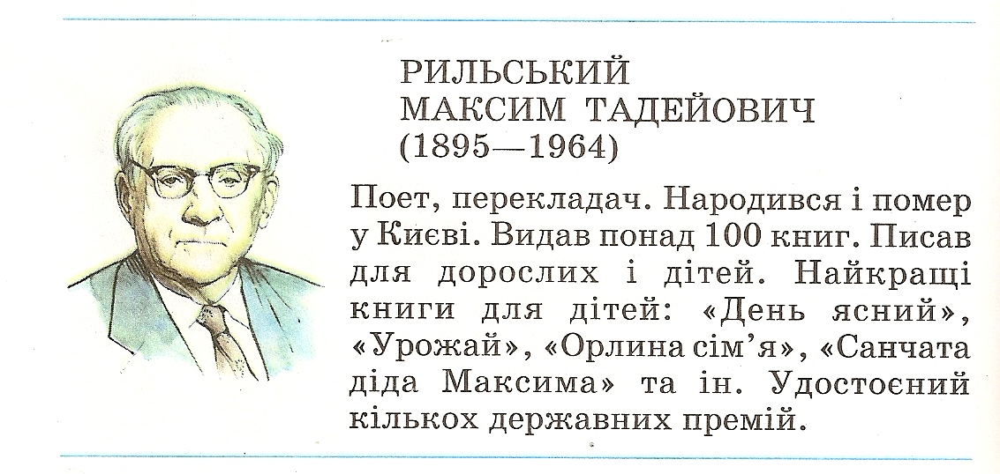 РИЛЬСЬКИЙ
МАКСИМ ТАДЕЙОВИЧ
(1895—1964)
Поет, перекладач. Народився і помер
у Києві. Видав понад 100 книг. Писав
для дорослих і дітей. Найкращі
книги для дітей: «День ясний»,
«Урожай», «Орлина сім’я», «Санчата
діда Максима» та ін. Удостоєний
кількох державних премій.